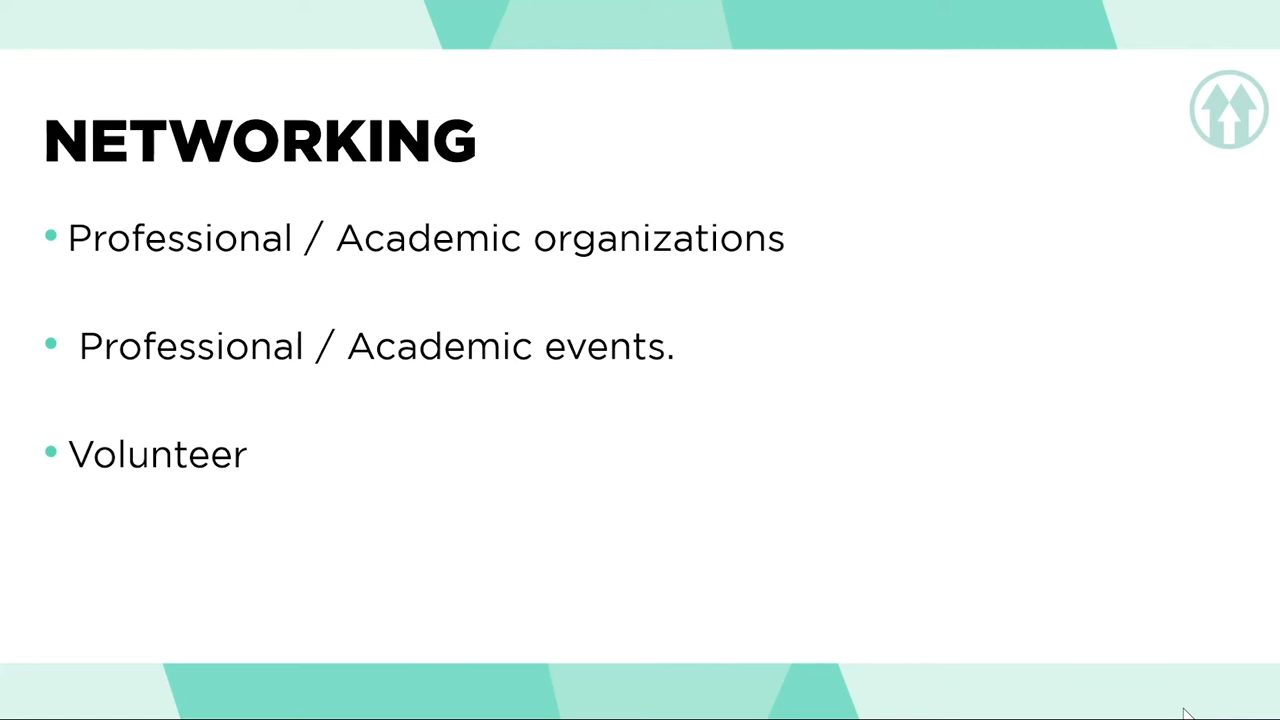 NETWORKING
• Professional / Academic organizations
• Professional / Academic events.
• Volunteer